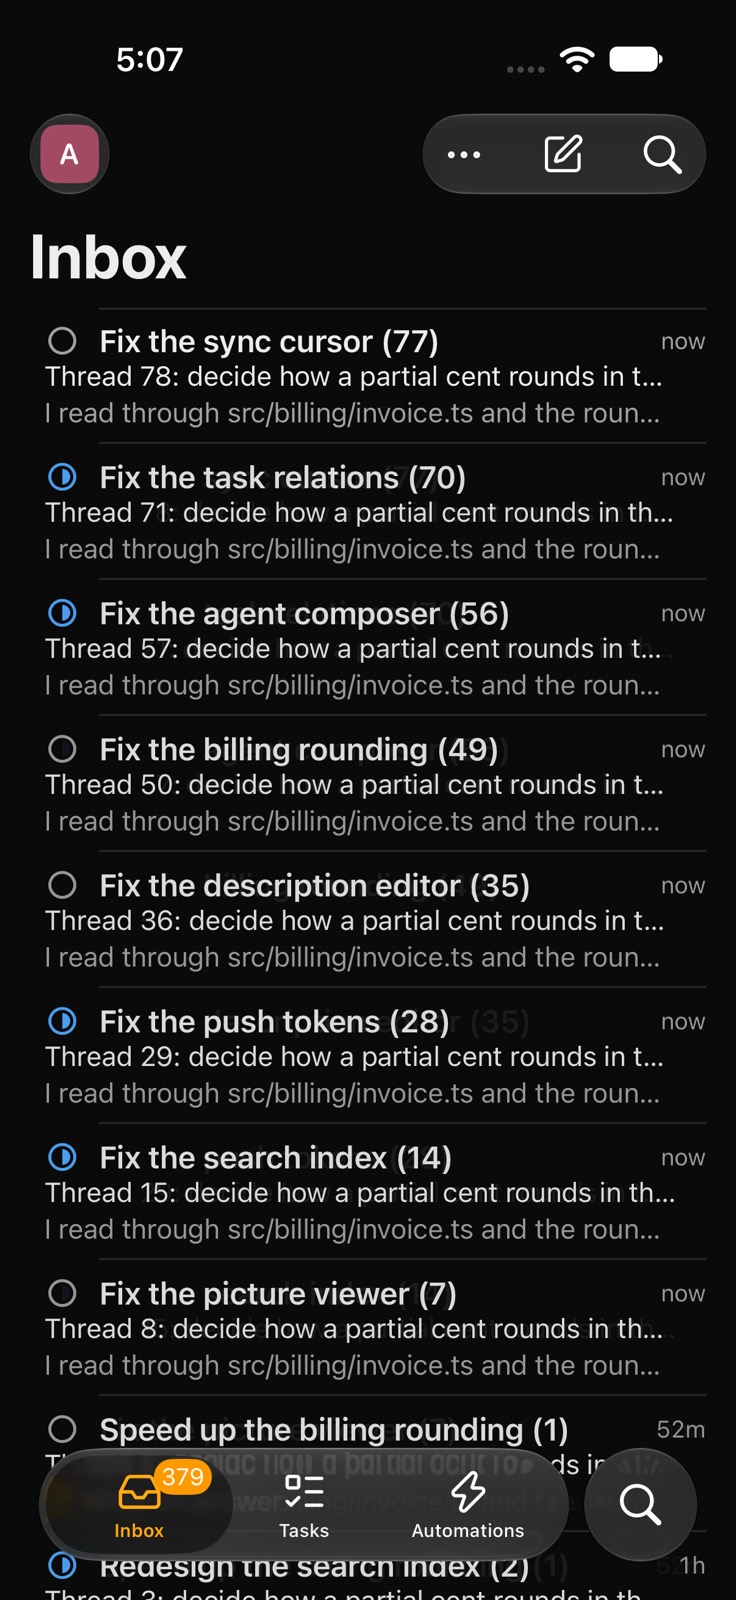 5:07
A
Inbox
Fix the sync cursor (77)
now
Thread 78: decide how a partial cent rounds in t...
I read through src/billing/invoice.ts and the roun...
Fix the task relations (70)
now
Thread 71: decide how a partial cent rounds in th...
I read through src/billing/invoice.ts and the roun...
Fix the agent composer (56)
now
Thread 57: decide how a partial cent rounds in t...
I read through src/billing/invoice.ts and the roun...
Fix the billing rounding (49)
now
Thread 50: decide how a partial cent rounds in t...
I read through src/billing/invoice.ts and the roun...
Fix the description editor (35)
now
Thread 36: decide how a partial cent rounds in t...
I read through src/billing/invoice.ts and the roun...
Fix the push tokens (28)
now
Thread 29: decide how a partial cent rounds in t...
I read through src/billing/invoice.ts and the roun...
Fix the search index (14)
now
Thread 15: decide how a partial cent rounds in th...
I read through src/billing/invoice.ts and the roun...
Fix the picture viewer (7)
now
Thread 8: decide how a partial cent rounds in th...
I read through src/billing/invoice.ts and the roun...
Speed up the billing rounding (1)
52m
379
Inbox
Tasks
Automations
Redesign the search index (2)
1h
Thread 3: decide how a partial cent rounds in th...